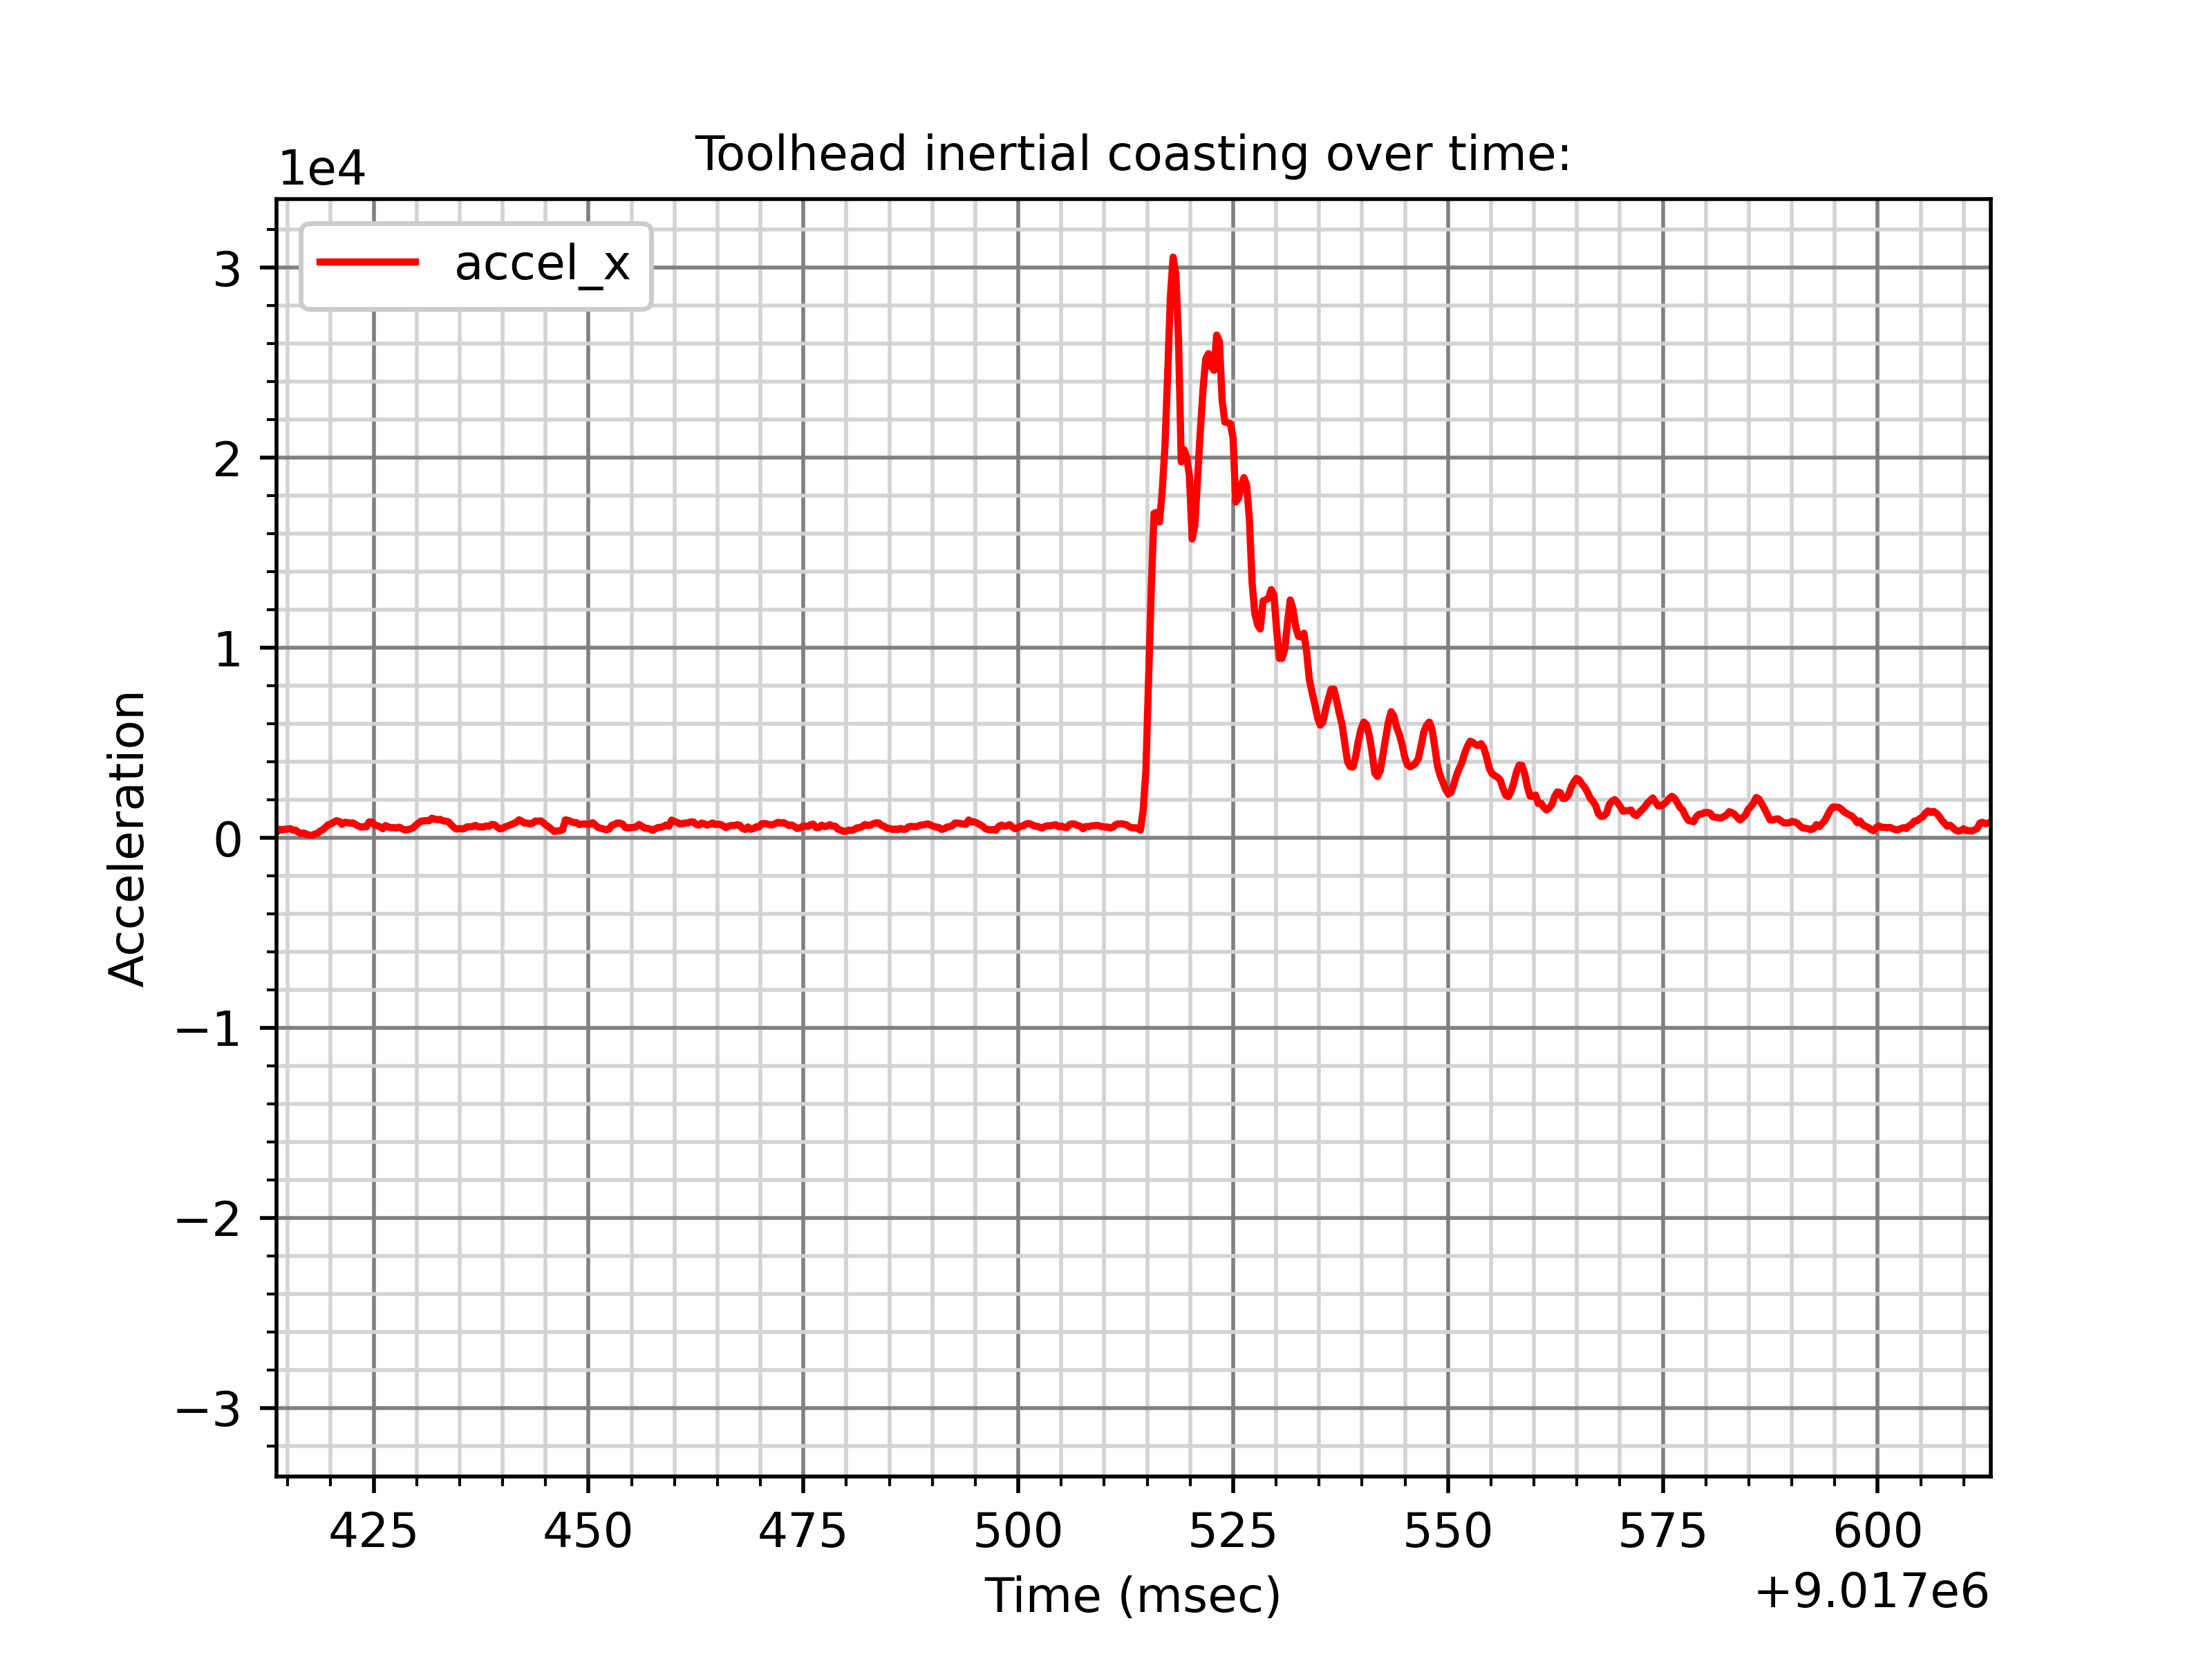 Toolhead inertial coasting over time:
1e4
accel_x
3
2
1
0
−1
−2
−3
Acceleration
425 450 475 500 525 550 575 600
Time (msec)
+9.017e6